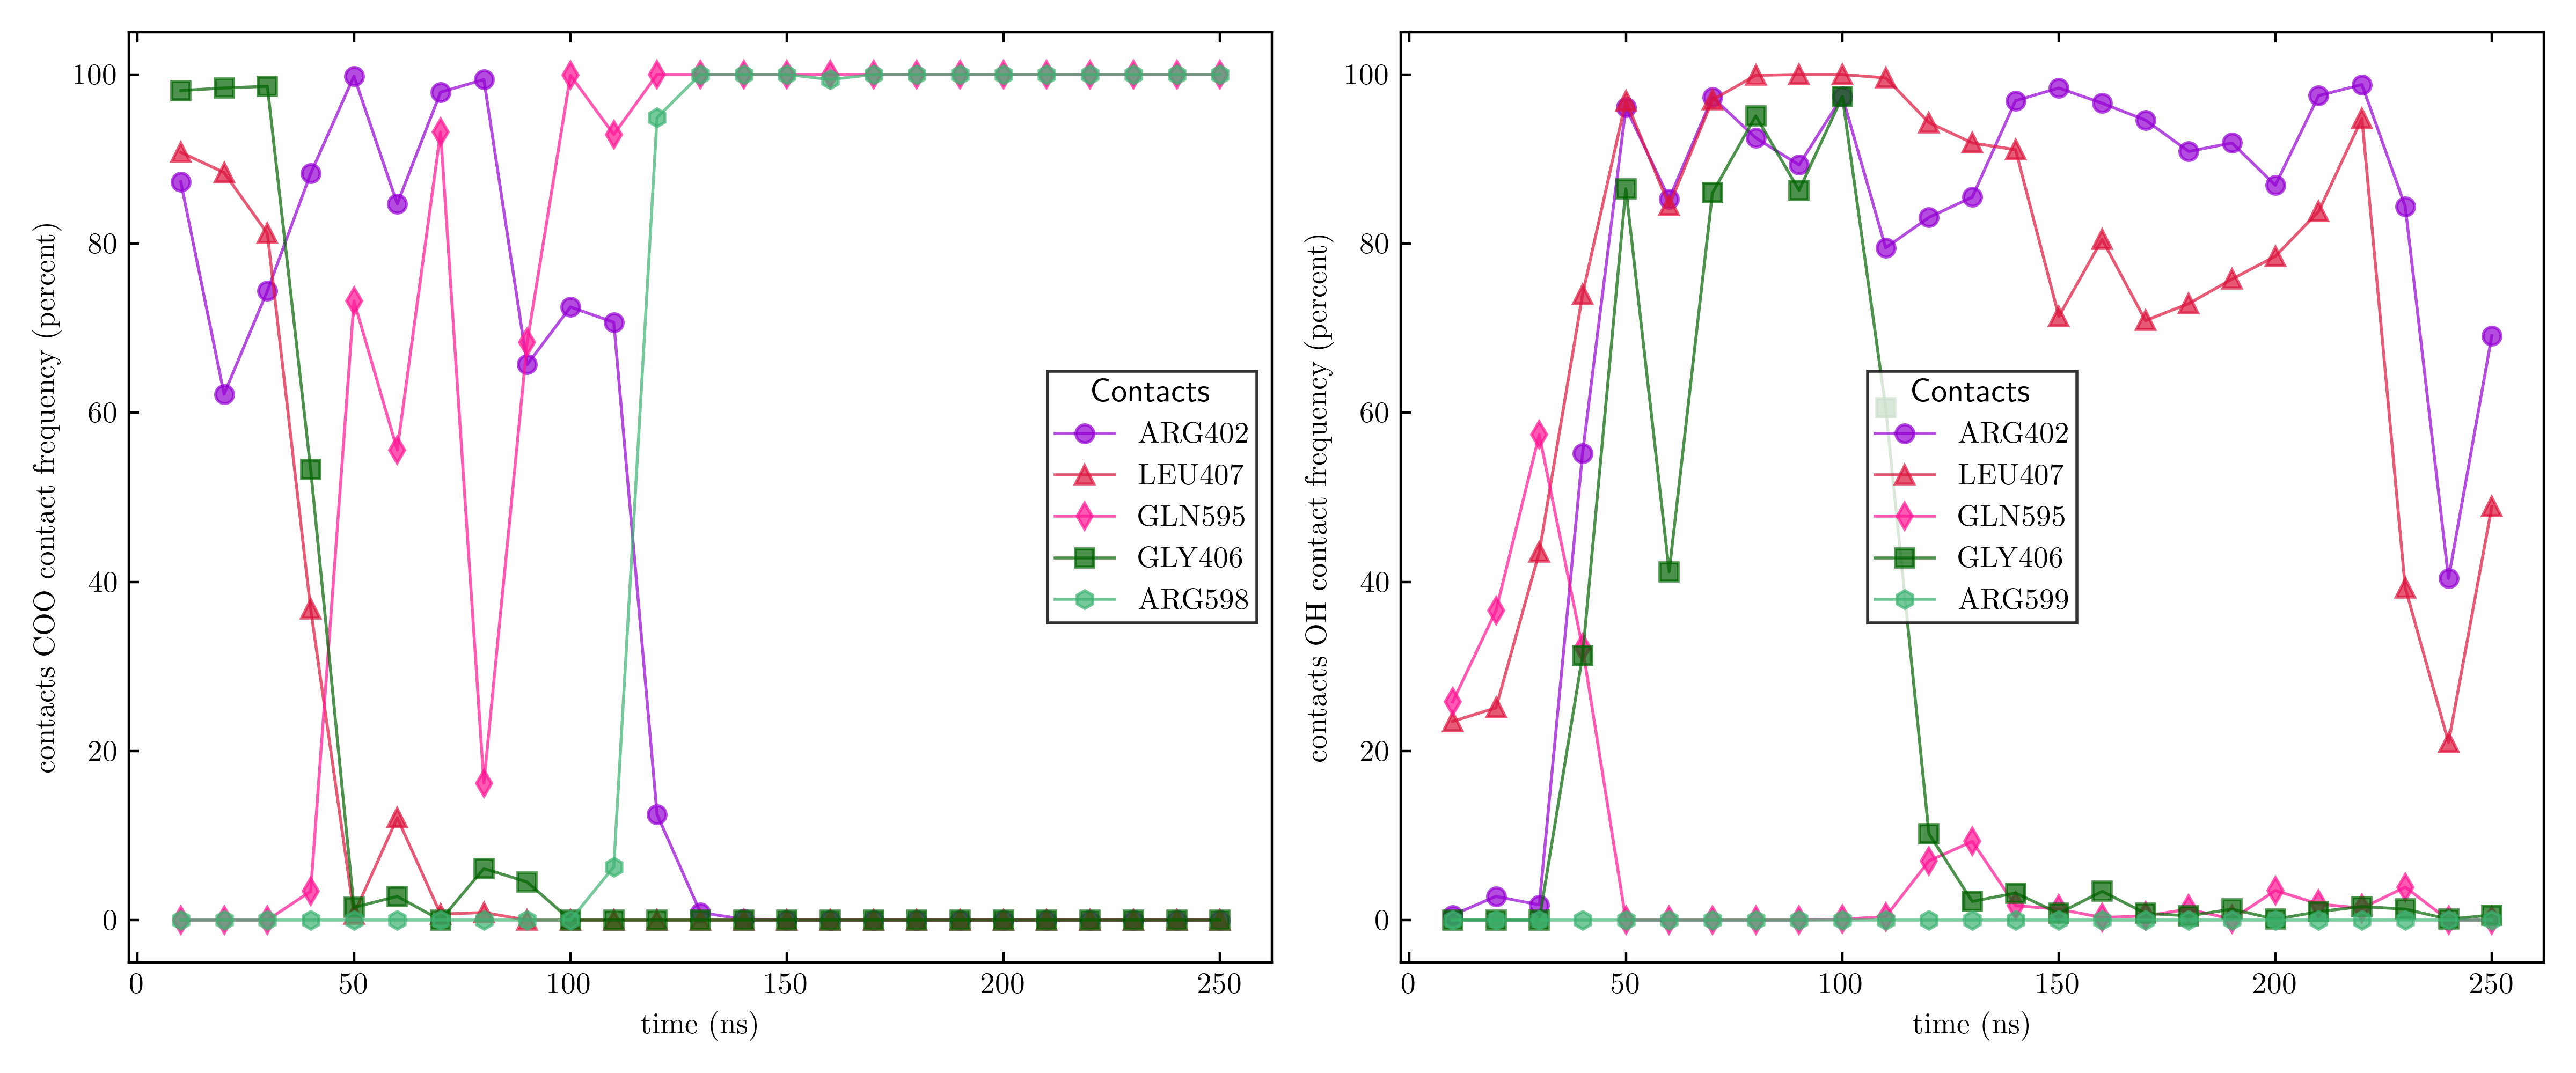 contacts COO contact frequency (percent)
100
80
60
40
20
0
0 50 100 150 200 250
time (ns)
Contacts
ARG402
LEU407
GLN595
GLY406
ARG598
contacts OH contact frequency (percent)
100
80
60
40
20
0
0 50 100 150 200 250
time (ns)
Contacts
ARG402
LEU407
GLN595
GLY406
ARG599